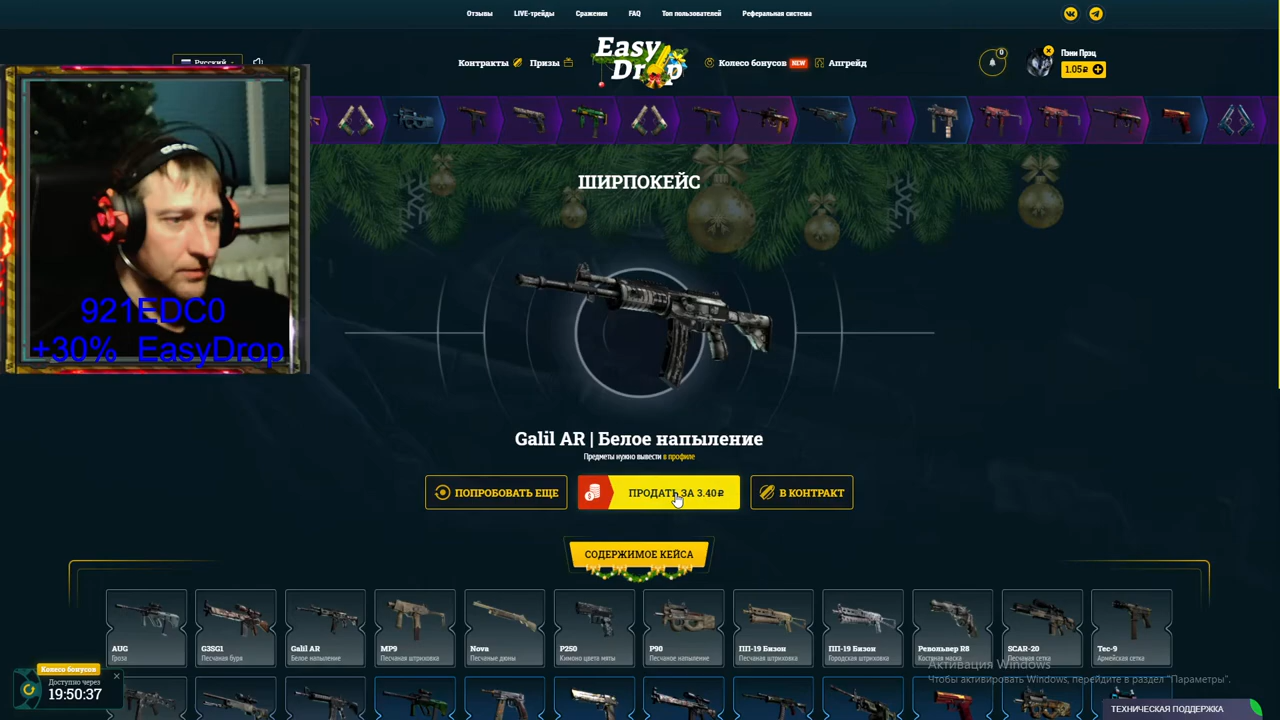 Отзывы LIVE-трейды Сражения FAQ Топ пользователей Реферальная система
Русский
Контракты Призы Easy Drop Колесо бонусов NEW Апгрейд
0
Пэни Прэц
1.05₽
ШИРПОКЕЙС
921EDC0
+30% EasyDrop
Galil AR | Белое напыление
Предметы нужно вывести в профиле
ПОПРОБОВАТЬ ЕЩЕ ПРОДАТЬ ЗА 3.40₽ В КОНТРАКТ
СОДЕРЖИМОЕ КЕЙСА
AUG G3SG1 Galil AR MP9 Nova P250 P90 ПП-19 Бизон ПП-19 Бизон Револьвер R8 SCAR-20 Tec-9
Гроза Песчаная буря Белое напыление Песчаная штриховка Песчаные дюны Кимоно цвета мяты Песчаное напыление Песчаная штриховка Городская штриховка Костяная маска Песчаная сетка Армейская сетка
Колесо бонусов
Доступно через
19:50:37
Активация Windows
Чтобы активировать Windows, перейдите в раздел "Параметры".
ТЕХНИЧЕСКАЯ ПОДДЕРЖКА